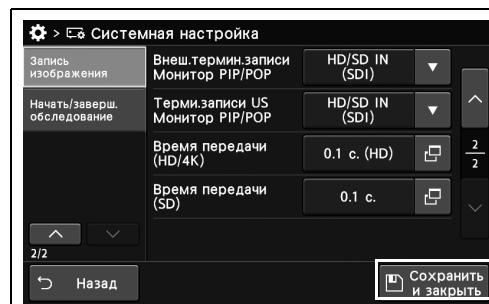 > Системная настройка
Запись
изображения
Начать/заверш.
обследование
2/2
Внеш.термин.записи
Монитор PIP/POP
HD/SD IN
(SDI)
Терми.записи US
Монитор PIP/POP
HD/SD IN
(SDI)
Время передачи
(HD/4K)
0.1 с. (HD)
Время передачи
(SD)
0.1 с.
2
2
Назад
Сохранить
и закрыть